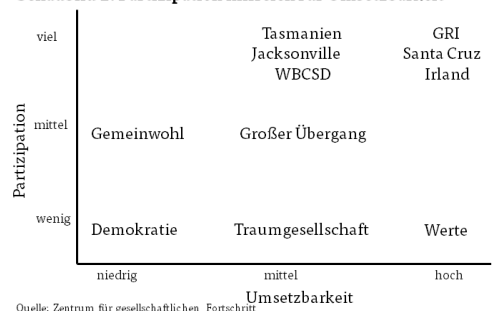 viel Tasmanien GRI
Jacksonville Santa Cruz
WBCSD Irland
Partizipation
mittel Gemeinwohl Großer Übergang
wenig Demokratie Traumgesellschaft Werte
niedrig mittel hoch
Umsetzbarkeit
Quelle: Zentrum für gesellschaftlichen Fortschritt